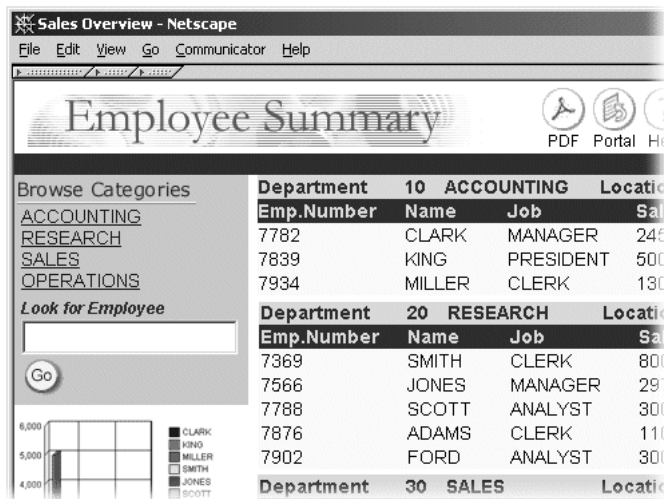 Sales Overview - Netscape
File Edit View Go Communicator Help
Employee Summary
PDF Portal
Browse Categories
ACCOUNTING
RESEARCH
SALES
OPERATIONS
Look for Employee
Go
Department 10 ACCOUNTING
Emp.Number Name Job
7782 CLARK MANAGER
7839 KING PRESIDENT
7934 MILLER CLERK
Department 20 RESEARCH
Emp.Number Name Job
7369 SMITH CLERK
7566 JONES MANAGER
7788 SCOTT ANALYST
7876 ADAMS CLERK
7902 FORD ANALYST
Department 30 SALES
6,000
5,000
4,000
CLARK
KING
MILLER
SMITH
JONES
SCOTT